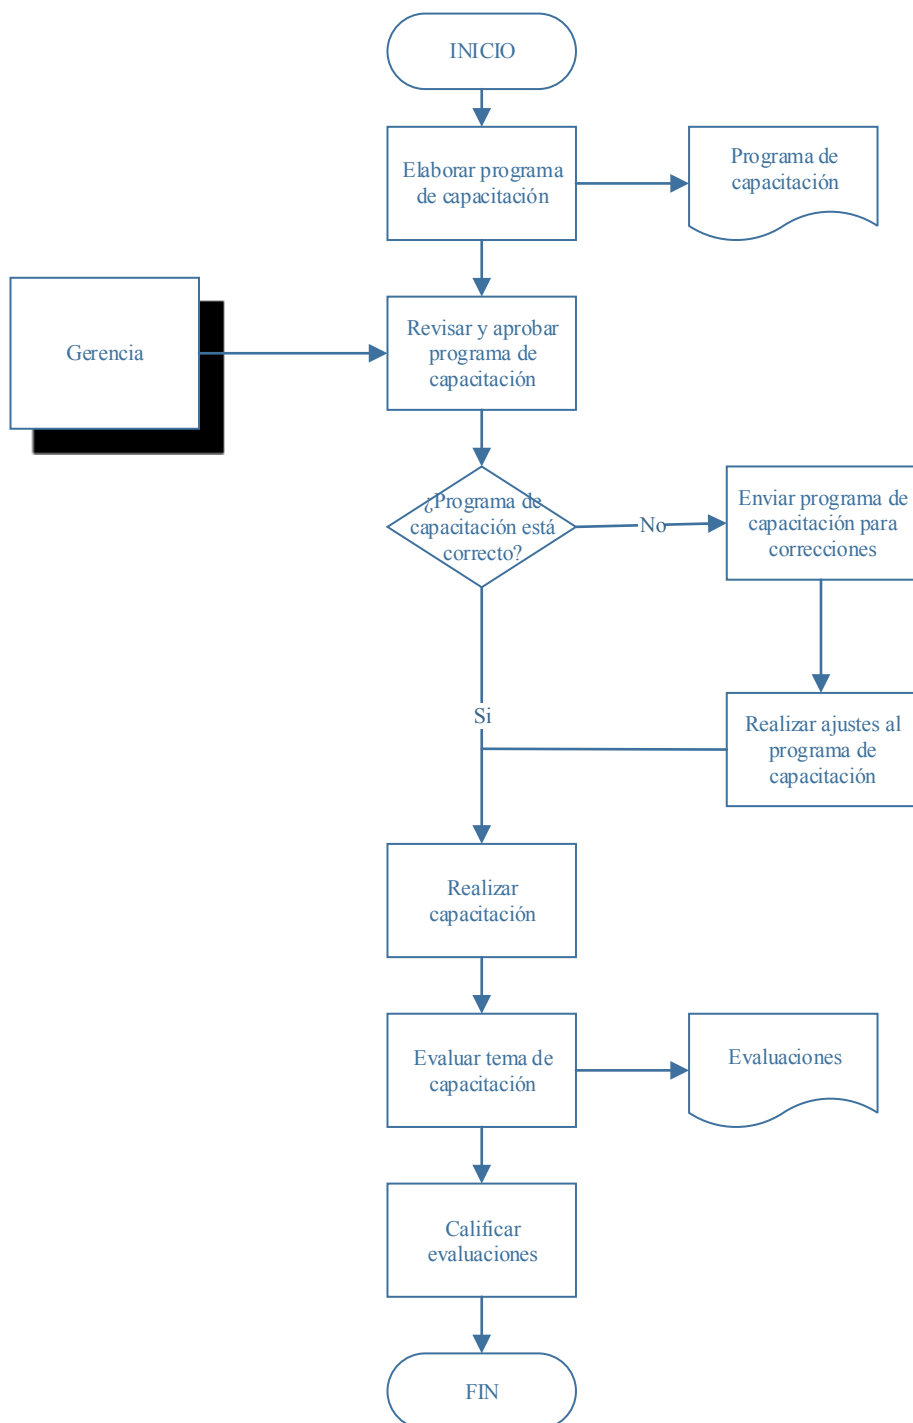 INICIO
Elaborar programa
de capacitación
Programa de
capacitación
Gerencia
Revisar y aprobar
programa de
capacitación
¿Programa de
capacitación está
correcto?
No
Enviar programa de
capacitación para
correcciones
Si
Realizar ajustes al
programa de
capacitación
Realizar
capacitación
Evaluar tema de
capacitación
Evaluaciones
Calificar
evaluaciones
FIN